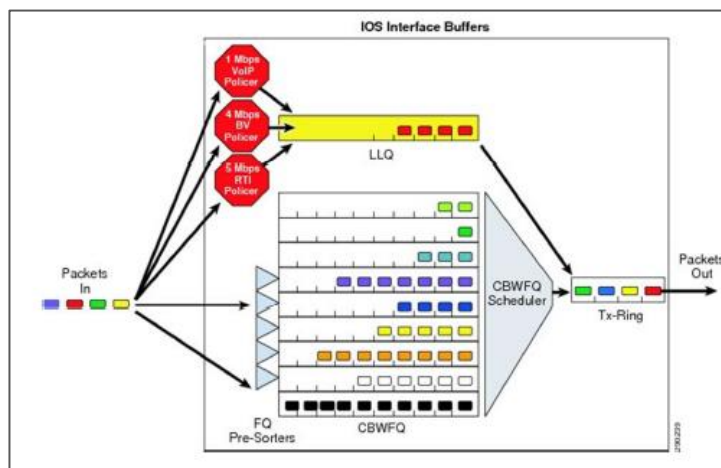 IOS Interface Buffers
1 Mbps
VoIP
Policer
4 Mbps
BV
Policer
5 Mbps
RTI
Policer
LLQ
Packets
In
CBWFQ
Scheduler
Packets
Out
Tx-Ring
FQ
Pre-Sorters
CBWFQ